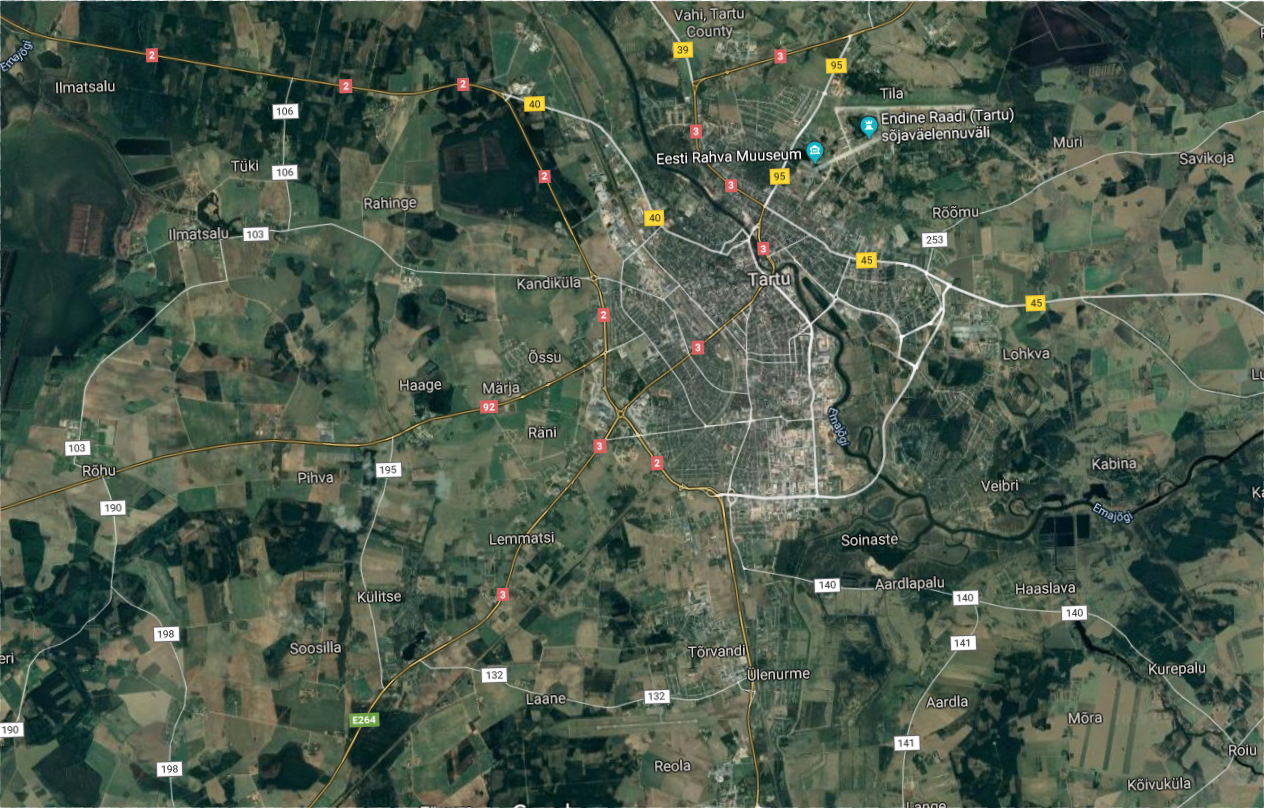 Vahi, Tartu
County
39
3
2
Emajõgi
95
2
2
Ilmatsalu
Tila
40
106
Endine Raadi (Tartu)
sõjaväelennuväli
3
Muri
Eesti Rahva Muuseum
Savikoja
Tüki
106
2
95
3
Rahinge
40
Rõõmu
Ilmatsalu
103
253
3
45
Tartu
Kandiküla
45
2
3
Õssu
Lohkva
Haage
Märja
92
Emajõgi
Räni
103
3
2
Kabina
Rõhu
195
Pihva
Veibri
190
Emajõgi
Lemmatsi
Soinaste
140
Aardlapalu
Haaslava
3
Külitse
140
140
198
141
Soosilla
Törvandi
eri
Kurepalu
132
Ülenurme
Laane
132
Aardla
E264
Mõra
190
141
Roiu
Reola
198
Kõivuküla
Lange